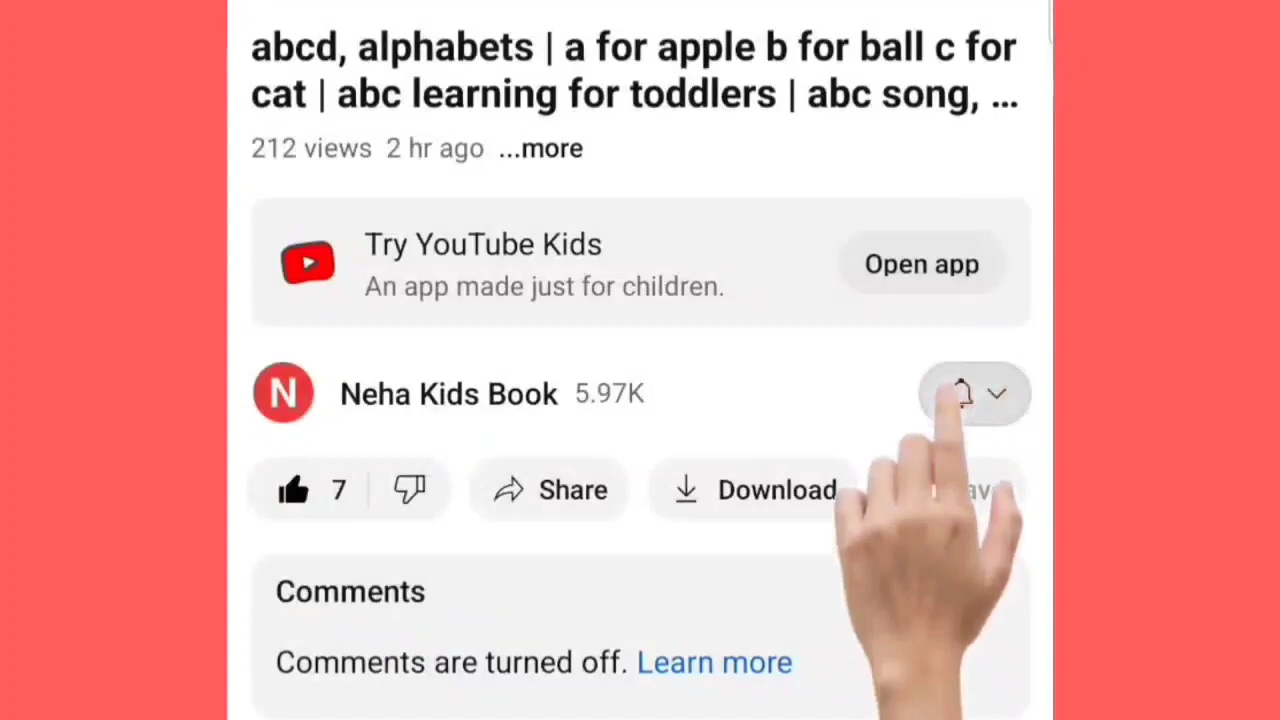 abcd, alphabets | a for apple b for ball c for
cat | abc learning for toddlers | abc song, ...
212 views 2 hr ago ...more
Try YouTube Kids
An app made just for children.
Open app
N Neha Kids Book 5.97K
7 Share Download
Comments
Comments are turned off. Learn more